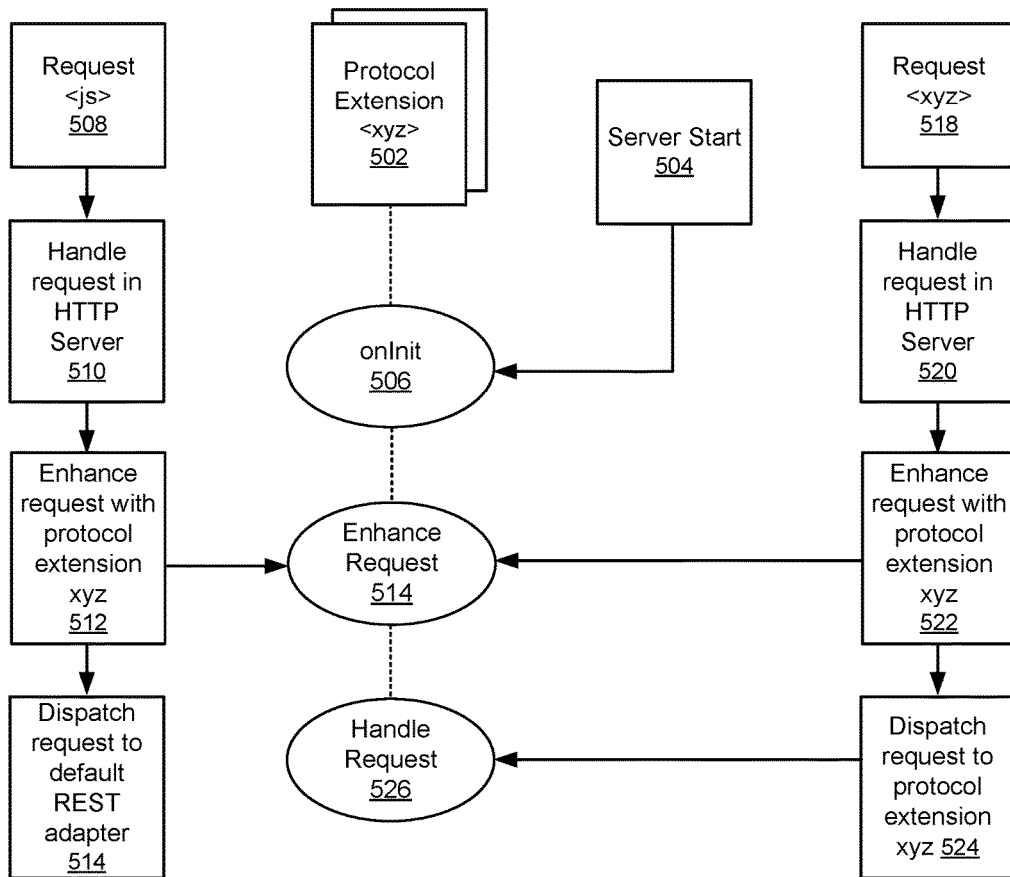 Request
<js>
508
Handle
request in
HTTP
Server
510
Enhance
request with
protocol
extension
xyz
512
Dispatch
request to
default
REST
adapter
514
Protocol
Extension
<xyz>
502
Server Start
504
onInit
506
Enhance
Request
514
Handle
Request
526
Request
<xyz>
518
Handle
request in
HTTP
Server
520
Enhance
request with
protocol
extension
xyz
522
Dispatch
request to
protocol
extension
xyz 524